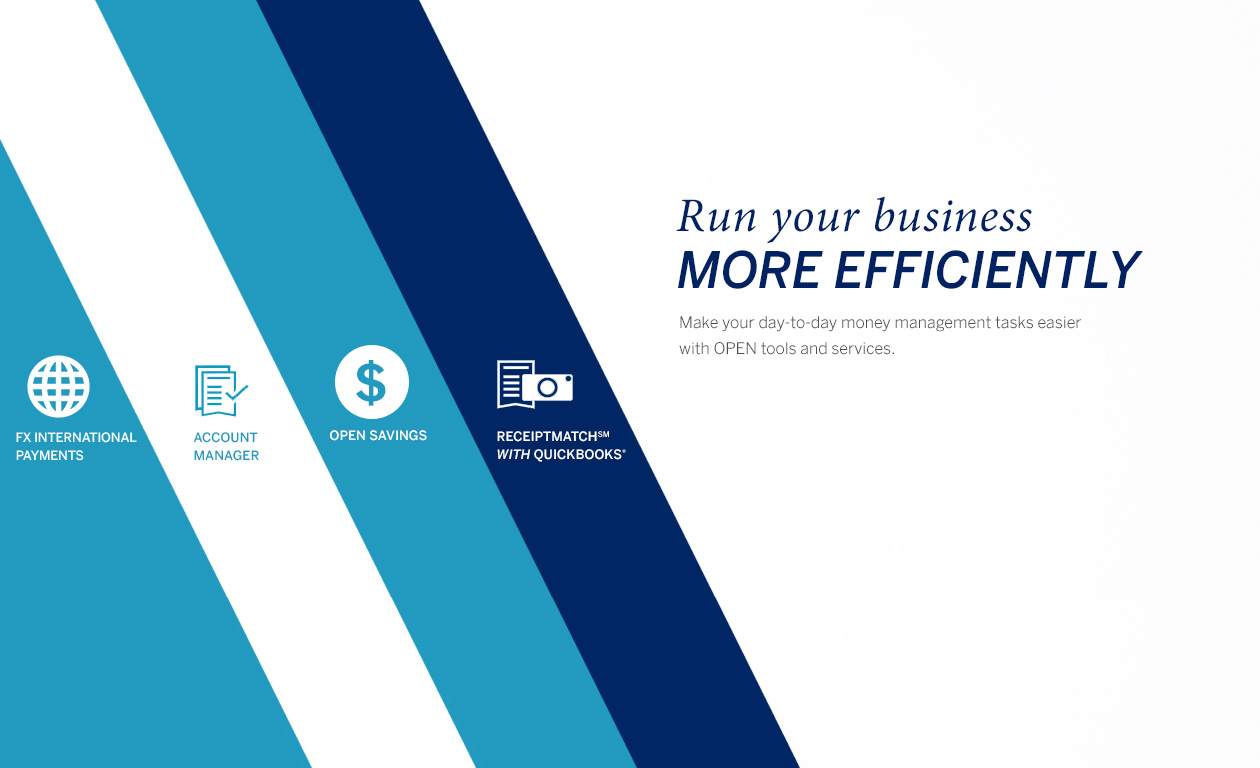 Run your business
MORE EFFICIENTLY
Make your day-to-day money management tasks easier
with OPEN tools and services.
FX INTERNATIONAL
PAYMENTS
ACCOUNT
MANAGER
$
OPEN SAVINGS
RECEIPTMATCH℠
WITH QUICKBOOKS®